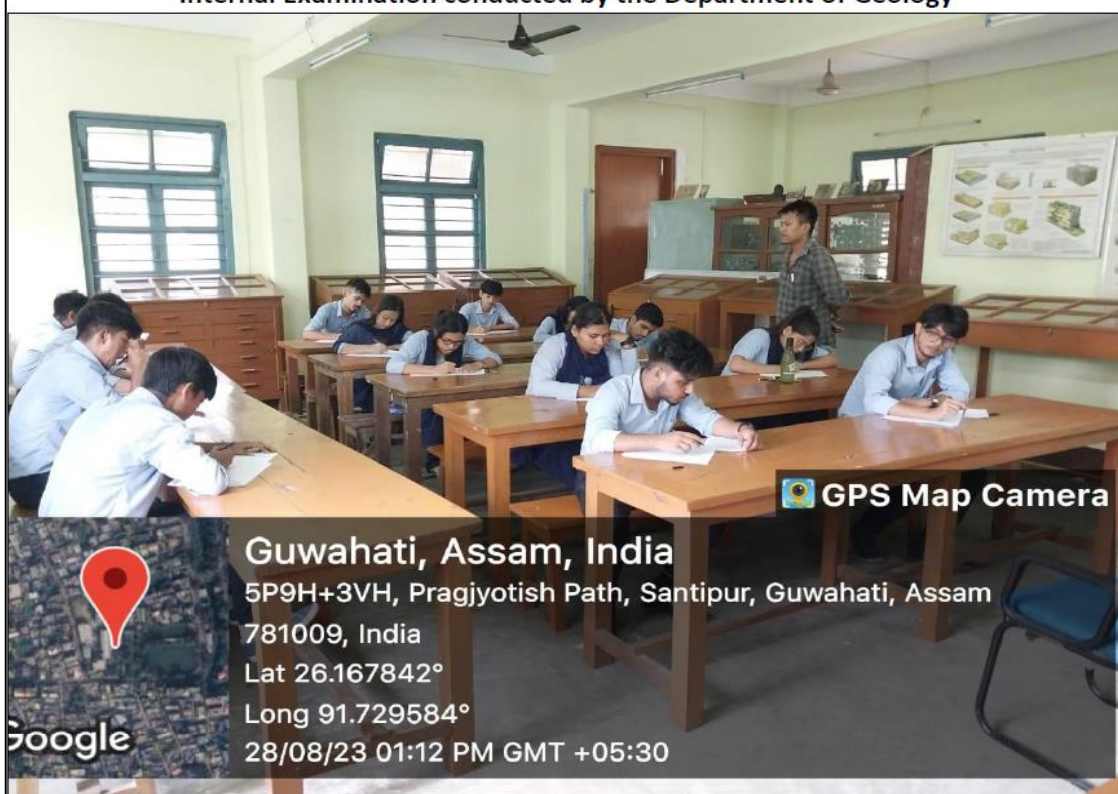 Internal Examination conducted by the Department of Geology
GPS Map Camera
Guwahati, Assam, India
5P9H+3VH, Pragjyotish Path, Santipur, Guwahati, Assam
781009, India
Lat 26.167842°
Long 91.729584°
28/08/23 01:12 PM GMT +05:30
Google